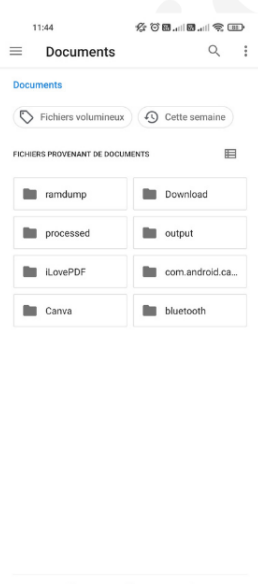 11:44
Documents
Documents
Fichiers volumineux
Cette semaine
FICHIERS PROVENANT DE DOCUMENTS
ramdump
Download
processed
output
iLovePDF
com.android.ca...
Canva
bluetooth